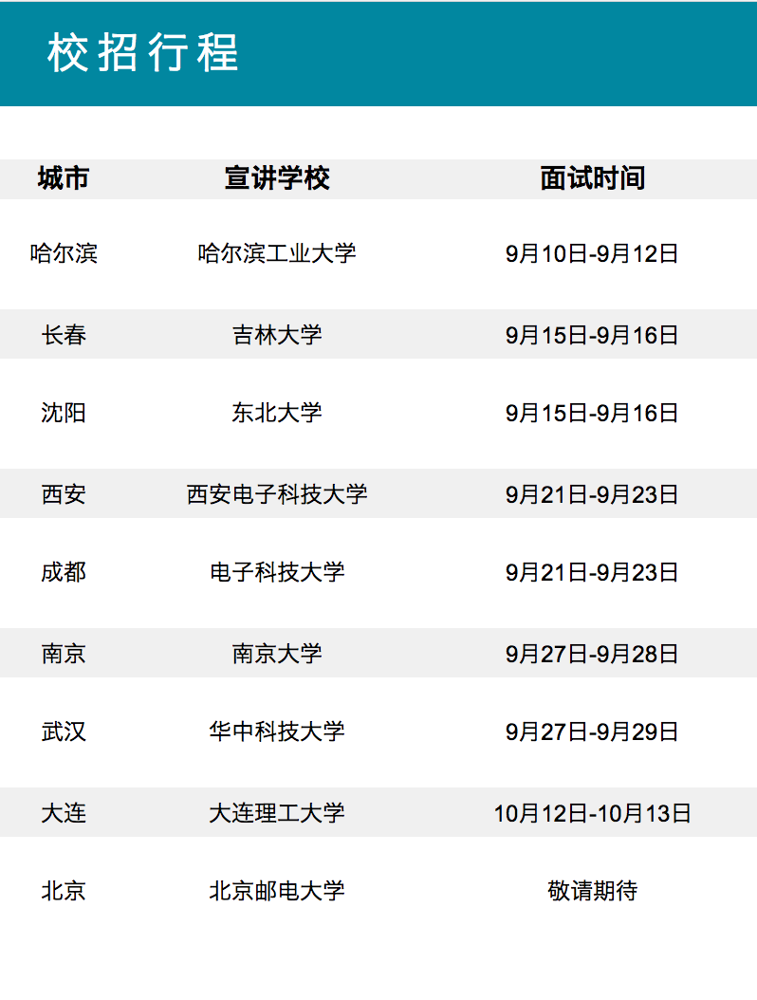 校招行程
城市 宣讲学校 面试时间
哈尔滨 哈尔滨工业大学 9月10日-9月12日
长春 吉林大学 9月15日-9月16日
沈阳 东北大学 9月15日-9月16日
西安 西安电子科技大学 9月21日-9月23日
成都 电子科技大学 9月21日-9月23日
南京 南京大学 9月27日-9月28日
武汉 华中科技大学 9月27日-9月29日
大连 大连理工大学 10月12日-10月13日
北京 北京邮电大学 敬请期待